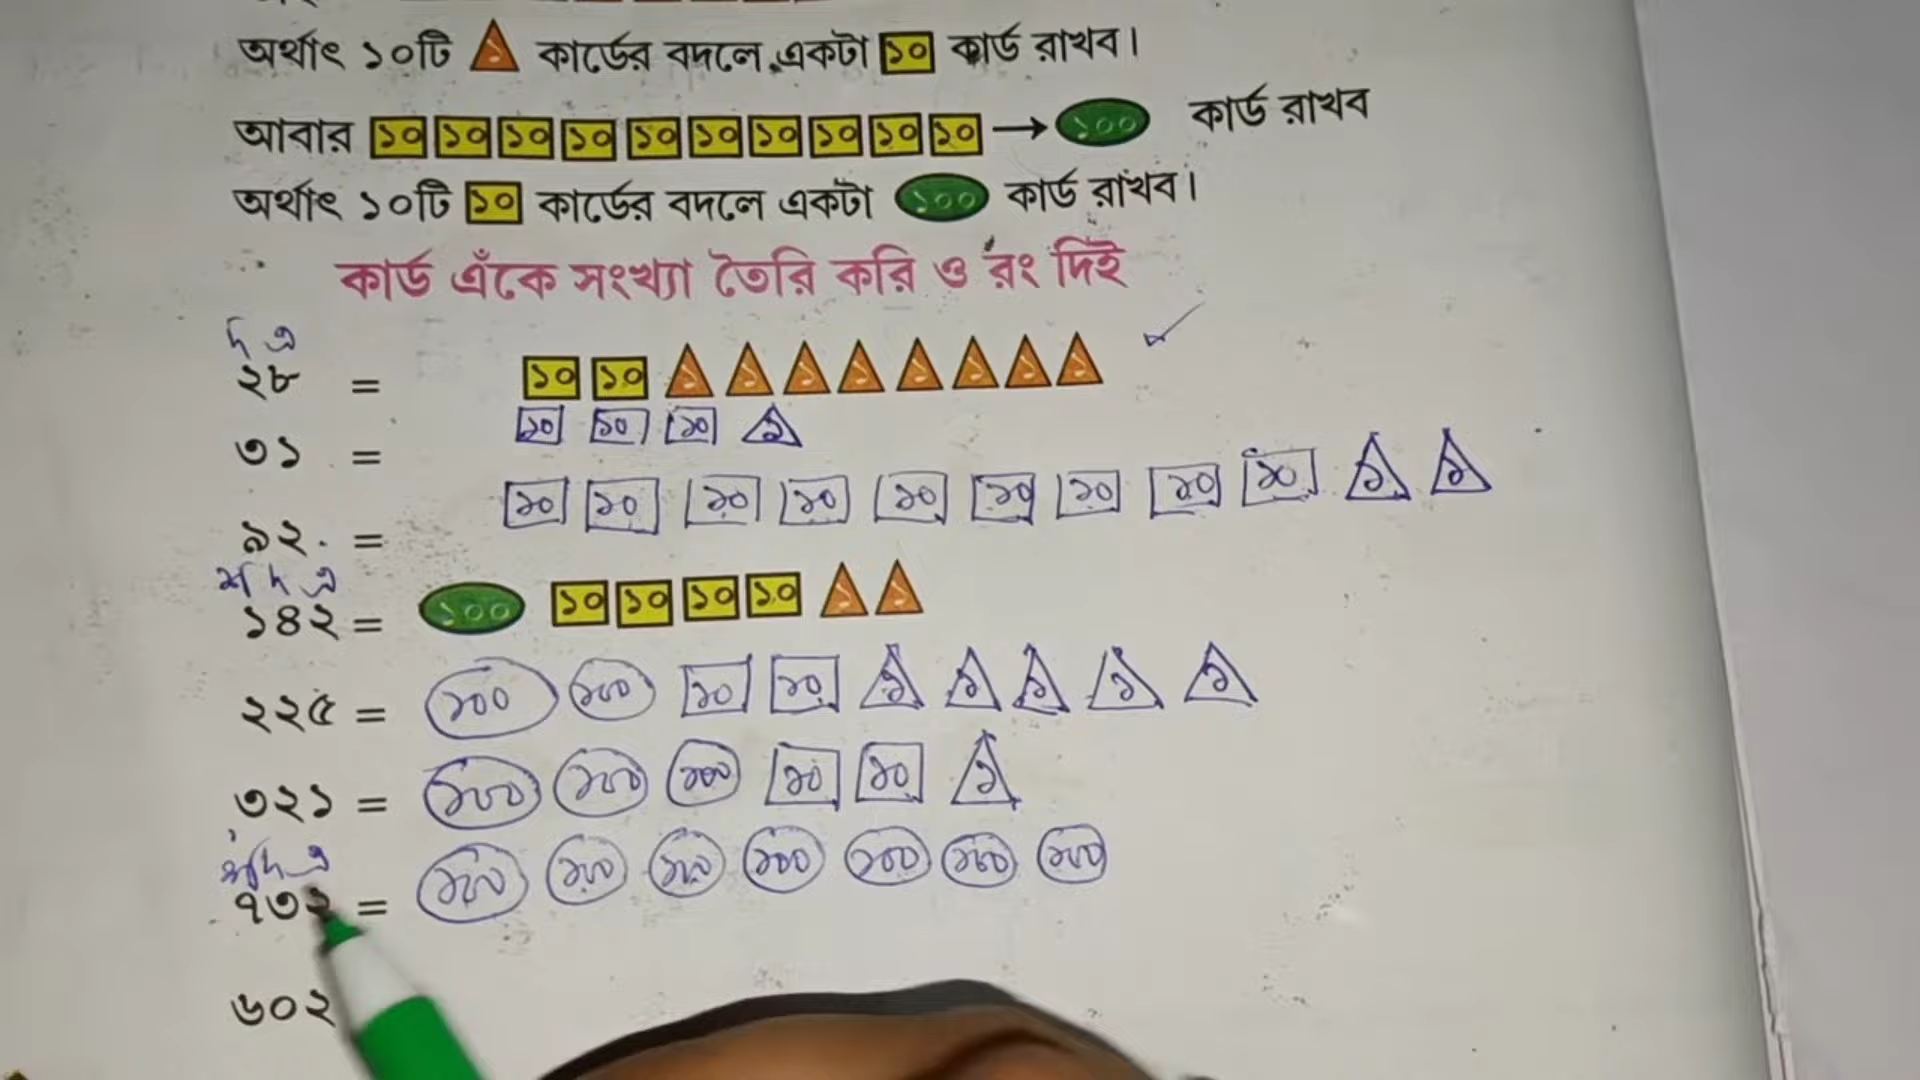 অর্থাৎ ১০টি ১ কার্ডের বদলে একটা ১০ কার্ড রাখব।
আবার ১০ ১০ ১০ ১০ ১০ ১০ ১০ ১০ ১০ ১০ → ১০০ কার্ড রাখব
অর্থাৎ ১০টি ১০ কার্ডের বদলে একটা ১০০ কার্ড রাখব।
কার্ড এঁকে সংখ্যা তৈরি করি ও রং দিই
দ এ
২৮ = ১০ ১০ ১ ১ ১ ১ ১ ১ ১ ১
৩১ = ১০ ১০ ১০ ১
৯২ = ১০ ১০ ১০ ১০ ১০ ১০ ১০ ১০ ১০ ১ ১
শ দ এ
১৪২ = ১০০ ১০ ১০ ১০ ১০ ১ ১
২২৫ = ১০০ ১০০ ১০ ১০ ১ ১ ১ ১ ১
৩২১ = ১০০ ১০০ ১০০ ১০ ১০ ১
শ দ এ
৭৩২ = ১০০ ১০০ ১০০ ১০০ ১০০ ১০০ ১০০
৬০২